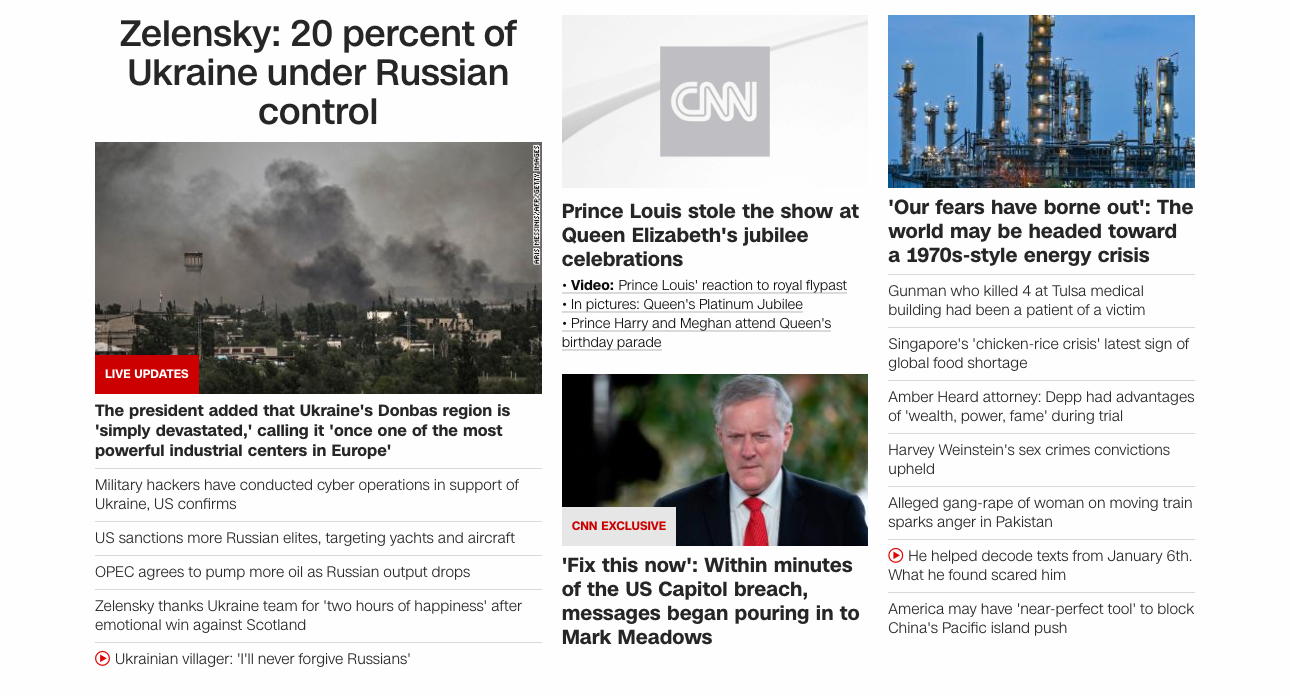 Zelensky: 20 percent of
Ukraine under Russian
control
ARIS MESSINIS/AFP/GETTY IMAGES
LIVE UPDATES
The president added that Ukraine's Donbas region is
'simply devastated,' calling it 'once one of the most
powerful industrial centers in Europe'
Military hackers have conducted cyber operations in support of
Ukraine, US confirms
US sanctions more Russian elites, targeting yachts and aircraft
OPEC agrees to pump more oil as Russian output drops
Zelensky thanks Ukraine team for 'two hours of happiness' after
emotional win against Scotland
Ukrainian villager: 'I'll never forgive Russians'
CNN
Prince Louis stole the show at
Queen Elizabeth's jubilee
celebrations
• Video: Prince Louis' reaction to royal flypast
• In pictures: Queen's Platinum Jubilee
• Prince Harry and Meghan attend Queen's
birthday parade
CNN EXCLUSIVE
'Fix this now': Within minutes
of the US Capitol breach,
messages began pouring in to
Mark Meadows
'Our fears have borne out': The
world may be headed toward
a 1970s-style energy crisis
Gunman who killed 4 at Tulsa medical
building had been a patient of a victim
Singapore's 'chicken-rice crisis' latest sign of
global food shortage
Amber Heard attorney: Depp had advantages
of 'wealth, power, fame' during trial
Harvey Weinstein's sex crimes convictions
upheld
Alleged gang-rape of woman on moving train
sparks anger in Pakistan
He helped decode texts from January 6th.
What he found scared him
America may have 'near-perfect tool' to block
China's Pacific island push